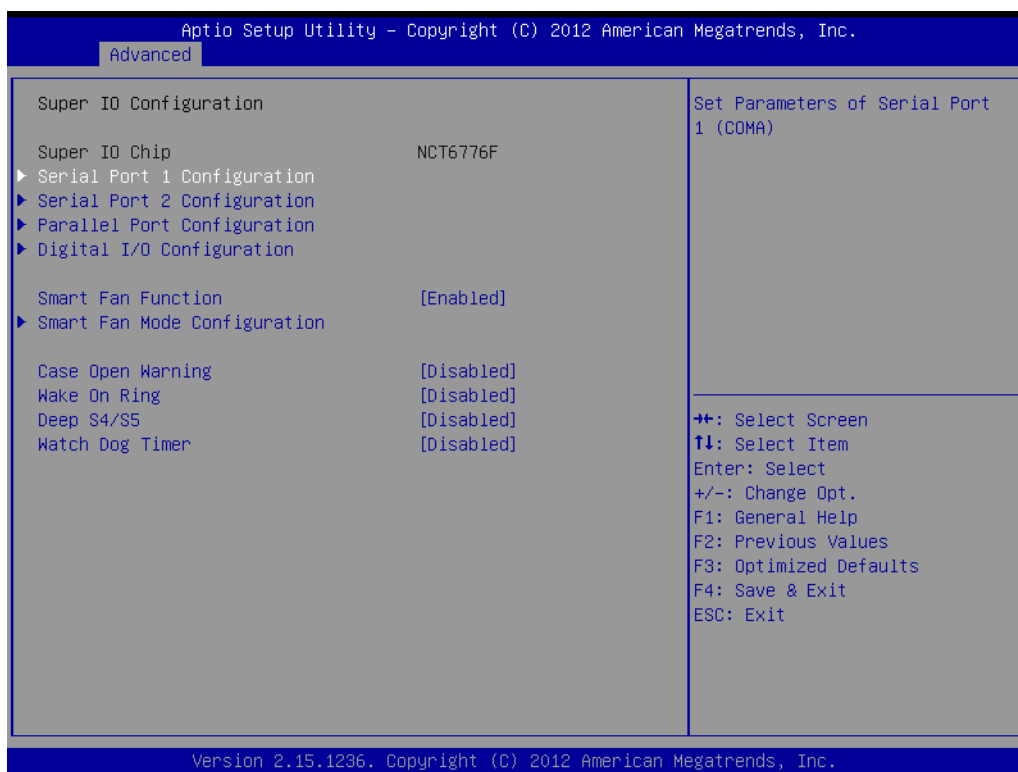 Aptio Setup Utility – Copyright (C) 2012 American Megatrends, Inc.
Advanced
Super IO Configuration
Super IO Chip NCT6776F
▶ Serial Port 1 Configuration
▶ Serial Port 2 Configuration
▶ Parallel Port Configuration
▶ Digital I/O Configuration
Smart Fan Function [Enabled]
▶ Smart Fan Mode Configuration
Case Open Warning [Disabled]
Wake On Ring [Disabled]
Deep S4/S5 [Disabled]
Watch Dog Timer [Disabled]
Set Parameters of Serial Port
1 (COMA)
→←: Select Screen
↑↓: Select Item
Enter: Select
+/-: Change Opt.
F1: General Help
F2: Previous Values
F3: Optimized Defaults
F4: Save & Exit
ESC: Exit
Version 2.15.1236. Copyright (C) 2012 American Megatrends, Inc.